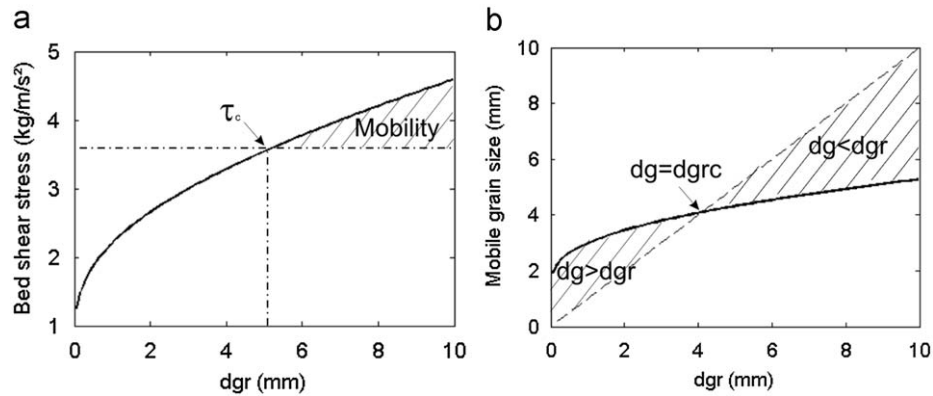 a
Bed shear stress (kg/m/s²)
5
4
3
2
1
τc
Mobility
0 2 4 6 8 10
dgr (mm)
b
Mobile grain size (mm)
10
8
6
4
2
0
dg<dgr
dg=dgrc
dg>dgr
0 2 4 6 8 10
dgr (mm)